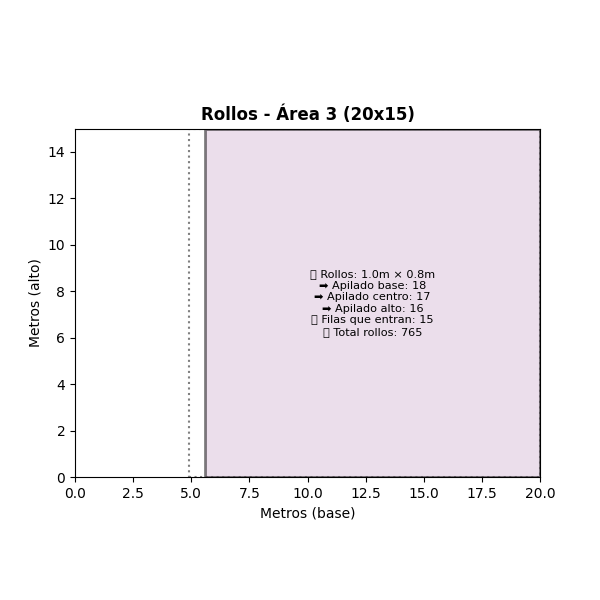 Rollos - Área 3 (20x15)
14
12
10
8
6
4
2
0
Metros (alto)
▯ Rollos: 1.0m × 0.8m
➡ Apilado base: 18
➡ Apilado centro: 17
➡ Apilado alto: 16
▯ Filas que entran: 15
▯ Total rollos: 765
0.0 2.5 5.0 7.5 10.0 12.5 15.0 17.5 20.0
Metros (base)